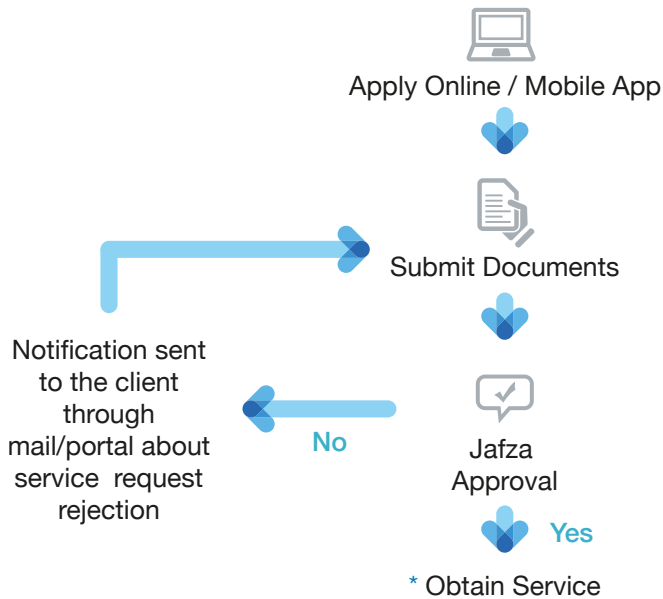 Apply Online / Mobile App
Submit Documents
Notification sent
to the client
through
mail/portal about
service request
rejection
No
Jafza
Approval
Yes
* Obtain Service